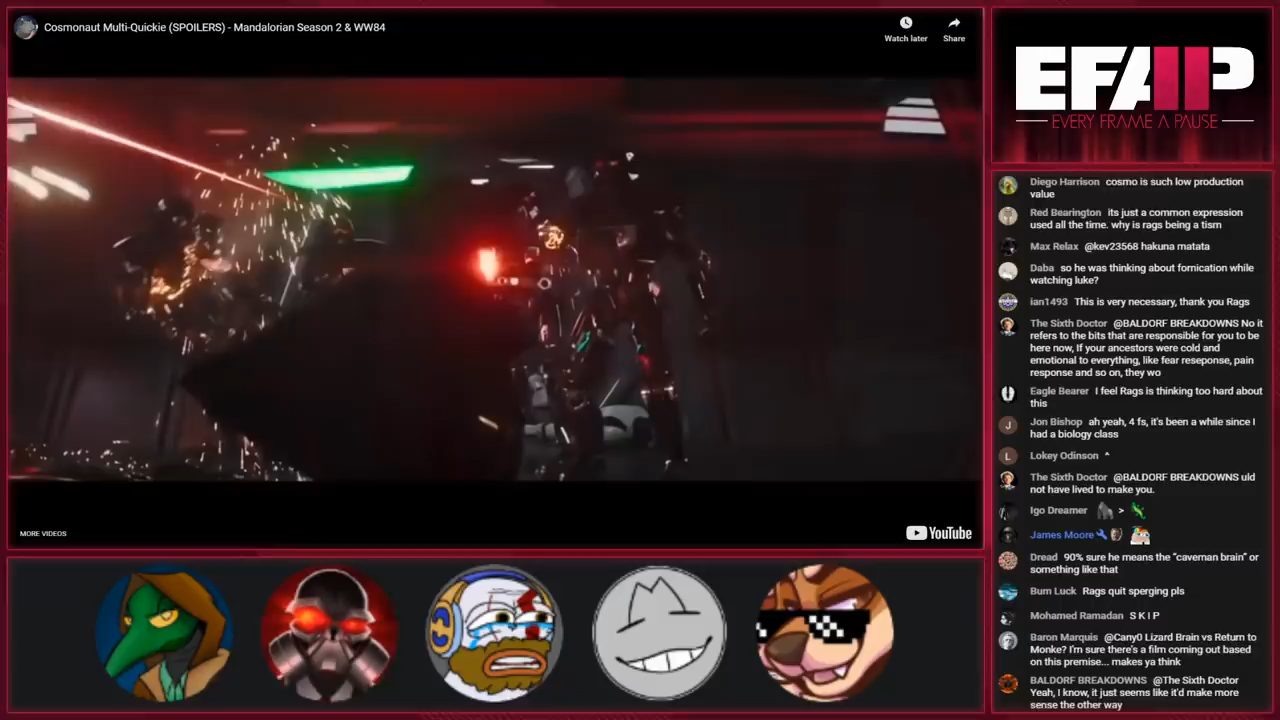 Cosmonaut Multi-Quickie (SPOILERS) - Mandalorian Season 2 & WW84
Watch later
Share
MORE VIDEOS
YouTube
EFAP
EVERY FRAME A PAUSE
Diego Harrison cosmo is such low production
value
Red Bearington its just a common expression
used all the time. why is rags being a tism
Max Relax @kev23568 hakuna matata
Daba so he was thinking about fornication while
watching luke?
ian1493 This is very necessary, thank you Rags
The Sixth Doctor @BALDORF BREAKDOWNS No it
refers to the bits that are responsible for you to be
here now, If your ancestors were cold and
emotional to everything, like fear reseponse, pain
response and so on, they wo
Eagle Bearer I feel Rags is thinking too hard about
this
J
Jon Bishop ah yeah, 4 fs, it's been a while since I
had a biology class
L
Lokey Odinson ^
The Sixth Doctor @BALDORF BREAKDOWNS uld
not have lived to make you.
Igo Dreamer >
James Moore
Dread 90% sure he means the "caveman brain" or
something like that
Bum Luck Rags quit sperging pls
Mohamed Ramadan S K I P
Baron Marquis @Cany0 Lizard Brain vs Return to
Monke? I'm sure there's a film coming out based
on this premise... makes ya think
BALDORF BREAKDOWNS @The Sixth Doctor
Yeah, I know, it just seems like it'd make more
sense the other way